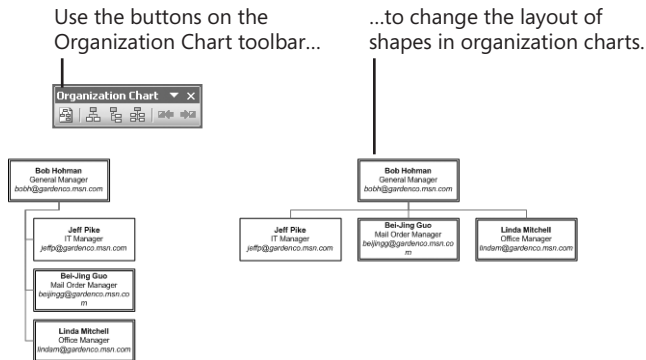 Use the buttons on the
Organization Chart toolbar...
...to change the layout of
shapes in organization charts.
Organization Chart
Bob Hohman
General Manager
bobh@gardenco.msn.com
Jeff Pike
IT Manager
jeffp@gardenco.msn.com
Bei-Jing Guo
Mail Order Manager
beijingg@gardenco.msn.co
m
Linda Mitchell
Office Manager
lindam@gardenco.msn.com
Bob Hohman
General Manager
bobh@gardenco.msn.com
Jeff Pike
IT Manager
jeffp@gardenco.msn.com
Bei-Jing Guo
Mail Order Manager
beijingg@gardenco.msn.co
m
Linda Mitchell
Office Manager
lindam@gardenco.msn.com